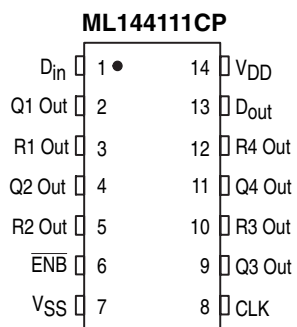 ML144111CP
Din 1 14 VDD
Q1 Out 2 13 Dout
R1 Out 3 12 R4 Out
Q2 Out 4 11 Q4 Out
R2 Out 5 10 R3 Out
ENB 6 9 Q3 Out
VSS 7 8 CLK